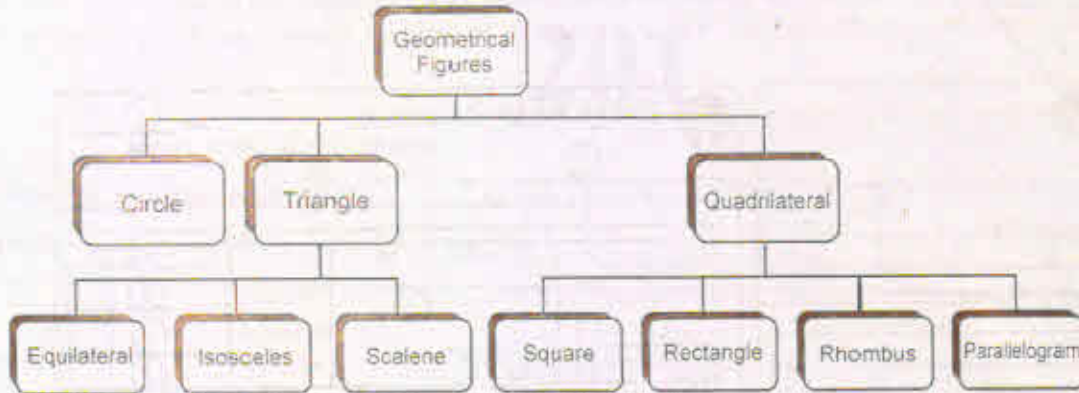 Geometrical
Figures
Circle
Triangle
Quadrilateral
Equilateral
Isosceles
Scalene
Square
Rectangle
Rhombus
Parallelogram